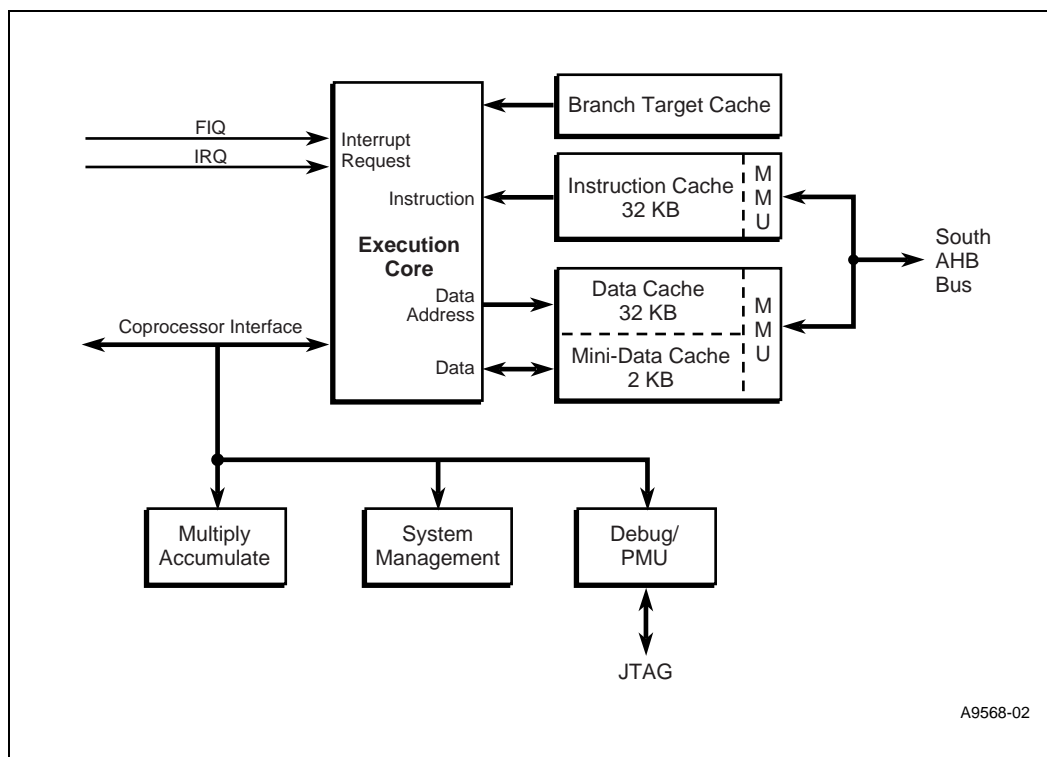 FIQ
IRQ
Interrupt
Request
Instruction
Execution
Core
Data
Address
Data
Coprocessor Interface
Branch Target Cache
Instruction Cache
32 KB
M
M
U
Data Cache
32 KB
Mini-Data Cache
2 KB
M
M
U
South
AHB
Bus
Multiply
Accumulate
System
Management
Debug/
PMU
JTAG
A9568-02